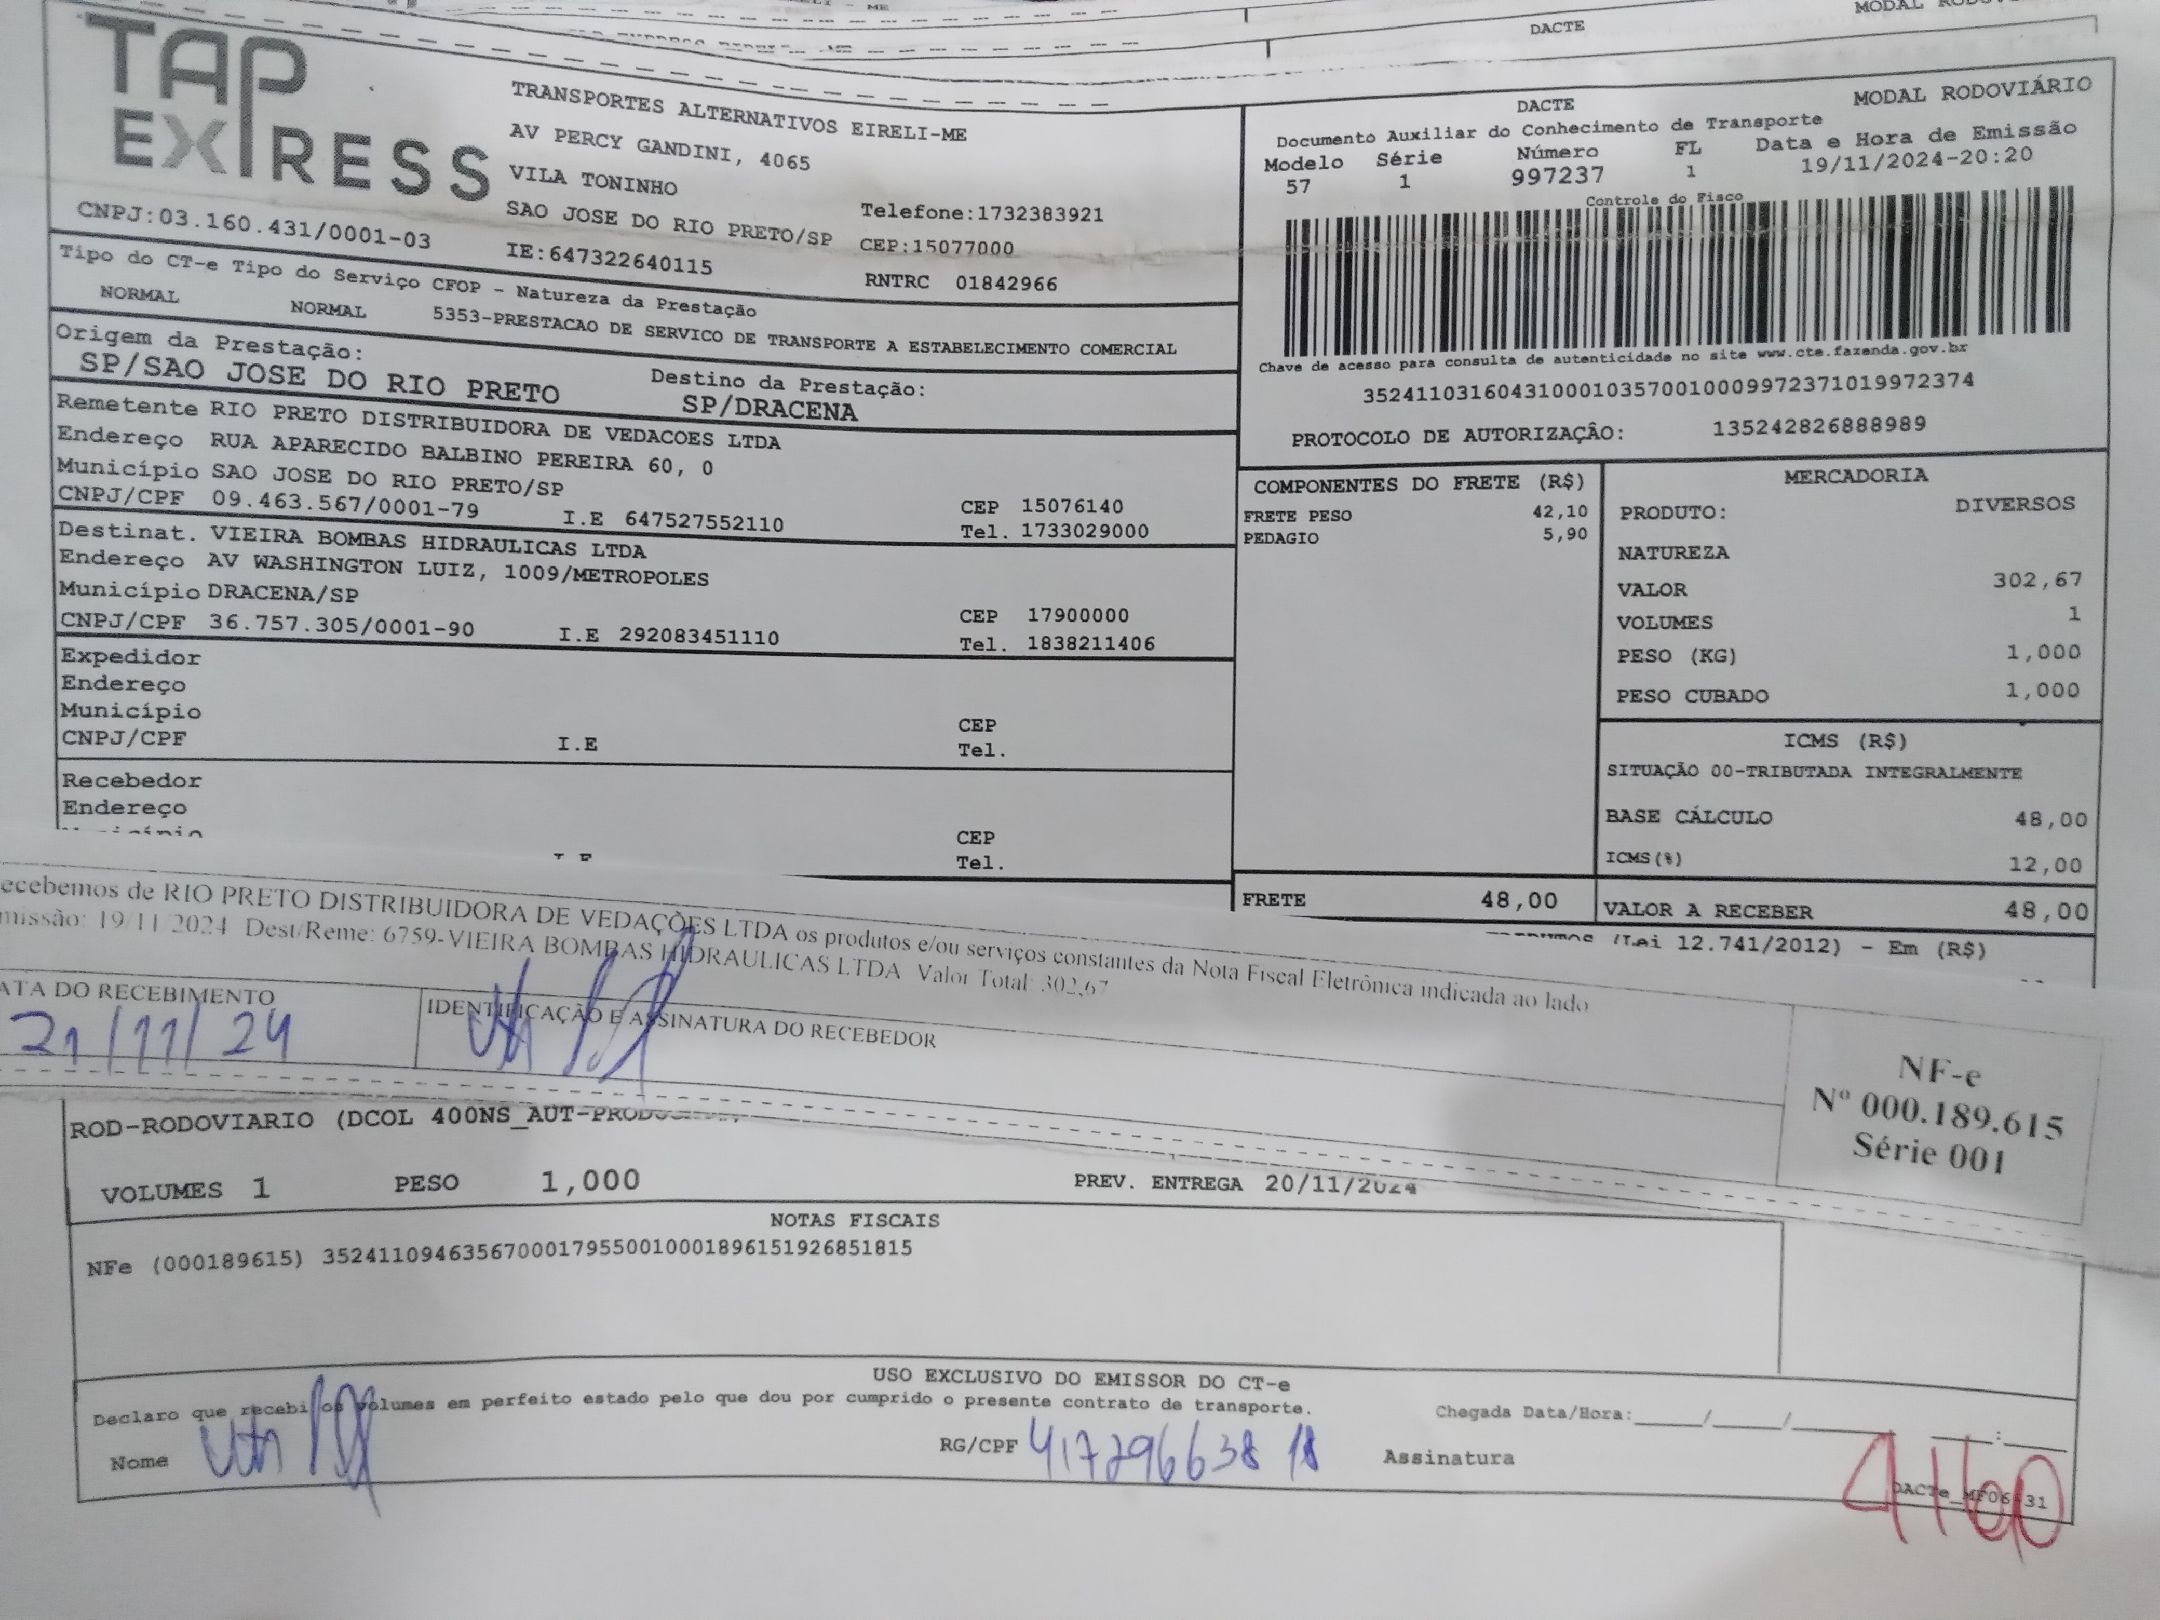 MODAL
DACTE
TAP
EXPRESS
TRANSPORTES ALTERNATIVOS EIRELI-ME
AV PERCY GANDINI, 4065
VILA TONINHO
SAO JOSE DO RIO PRETO/SP
Telefone:1732383921
CEP:15077000
CNPJ:03.160.431/0001-03
IE:647322640115
RNTRC 01842966
DACTE
MODAL RODOVIÁRIO
Documento Auxiliar do Conhecimento de Transporte
Modelo Série Número FL Data e Hora de Emissão
57 1 997237 1 19/11/2024-20:20
Controle do Fisco
Chave de acesso para consulta de autenticidade no site www.cte.fazenda.gov.br
35241103160431000103570010009972371019972374
PROTOCOLO DE AUTORIZAÇÂO: 135242826888989
Tipo do CT-e Tipo do Serviço CFOP - Natureza da Prestação
NORMAL NORMAL 5353-PRESTACAO DE SERVICO DE TRANSPORTE A ESTABELECIMENTO COMERCIAL
Origem da Prestação:
SP/SAO JOSE DO RIO PRETO
Destino da Prestação:
SP/DRACENA
Remetente RIO PRETO DISTRIBUIDORA DE VEDACOES LTDA
Endereço RUA APARECIDO BALBINO PEREIRA 60, 0
Município SAO JOSE DO RIO PRETO/SP
CEP 15076140
CNPJ/CPF 09.463.567/0001-79 I.E 647527552110 Tel. 1733029000
Destinat. VIEIRA BOMBAS HIDRAULICAS LTDA
Endereço AV WASHINGTON LUIZ, 1009/METROPOLES
Município DRACENA/SP
CEP 17900000
CNPJ/CPF 36.757.305/0001-90 I.E 292083451110 Tel. 1838211406
Expedidor
Endereço
Município CEP
CNPJ/CPF I.E Tel.
Recebedor
Endereço
Município CEP
Tel.
COMPONENTES DO FRETE (R$)
FRETE PESO 42,10
PEDAGIO 5,90
FRETE 48,00
MERCADORIA
PRODUTO: DIVERSOS
NATUREZA
VALOR 302,67
VOLUMES 1
PESO (KG) 1,000
PESO CUBADO 1,000
ICMS (R$)
SITUAÇÃO 00-TRIBUTADA INTEGRALMENTE
BASE CÁLCULO 48,00
ICMS(%) 12,00
VALOR A RECEBER 48,00
(Lei 12.741/2012) - Em (R$)
ecebemos de RIO PRETO DISTRIBUIDORA DE VEDAÇÕES LTDA os produtos e/ou serviços constantes da Nota Fiscal Eletrônica indicada ao lado
missão: 19/11/2024 Dest/Reme: 6759-VIEIRA BOMBAS HIDRAULICAS LTDA Valor Total: 302,67
ATA DO RECEBIMENTO
21/11/24
IDENTIFICAÇÃO E ASSINATURA DO RECEBEDOR
NF-e
Nº 000.189.615
Série 001
ROD-RODOVIARIO (DCOL 400NS_AUT-
VOLUMES 1 PESO 1,000 PREV. ENTREGA 20/11/2024
NOTAS FISCAIS
NFe (000189615) 35241109463567000179550010001896151926851815
USO EXCLUSIVO DO EMISSOR DO CT-e
Declaro que recebi os volumes em perfeito estado pelo que dou por cumprido o presente contrato de transporte.
Chegada Data/Hora:_____/_____/_____ ___:____
Nome
RG/CPF 417296638 18
Assinatura
DACTe_MF06-31
4160